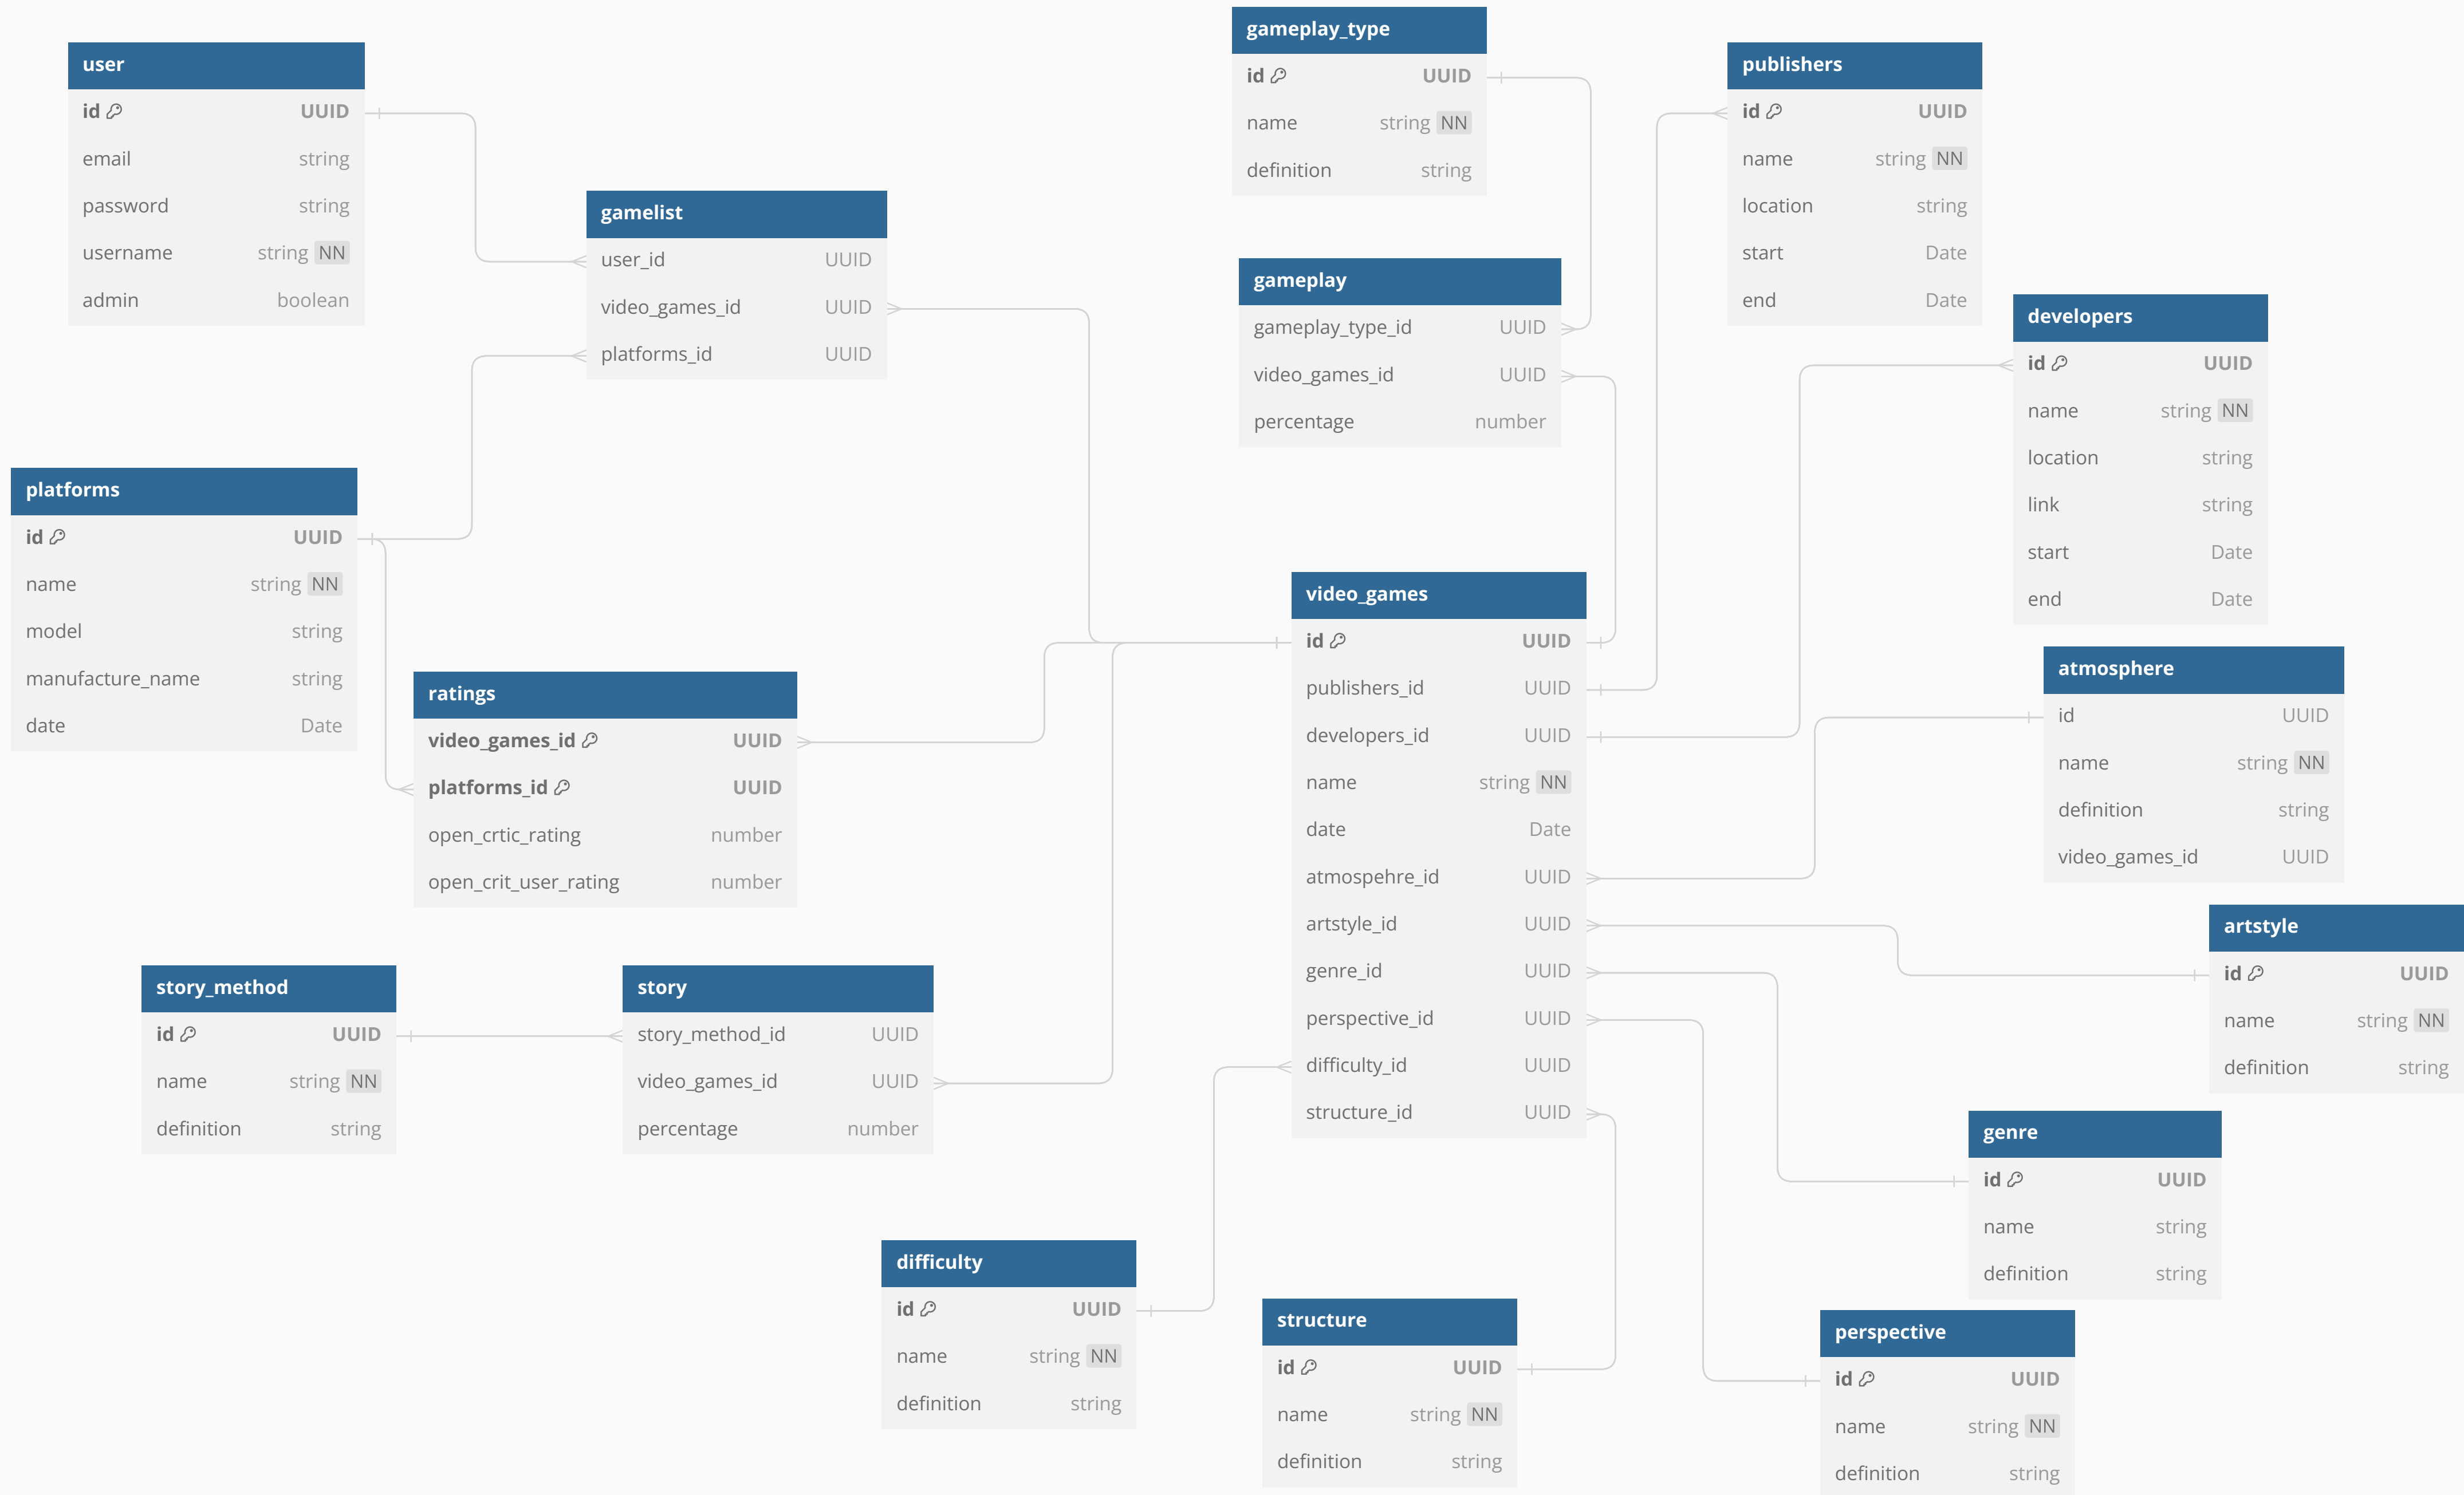 user
id UUID
email string
password string
username string NN
admin boolean
gamelist
user_id UUID
video_games_id UUID
platforms_id UUID
gameplay_type
id UUID
name string NN
definition string
gameplay
gameplay_type_id UUID
video_games_id UUID
percentage number
publishers
id UUID
name string NN
location string
start Date
end Date
developers
id UUID
name string NN
location string
link string
start Date
end Date
platforms
id UUID
name string NN
model string
manufacture_name string
date Date
ratings
video_games_id UUID
platforms_id UUID
open_crtic_rating number
open_crit_user_rating number
video_games
id UUID
publishers_id UUID
developers_id UUID
name string NN
date Date
atmospehre_id UUID
artstyle_id UUID
genre_id UUID
perspective_id UUID
difficulty_id UUID
structure_id UUID
atmosphere
id UUID
name string NN
definition string
video_games_id UUID
artstyle
id UUID
name string NN
definition string
story_method
id UUID
name string NN
definition string
story
story_method_id UUID
video_games_id UUID
percentage number
genre
id UUID
name string
definition string
difficulty
id UUID
name string NN
definition string
structure
id UUID
name string NN
definition string
perspective
id UUID
name string NN
definition string